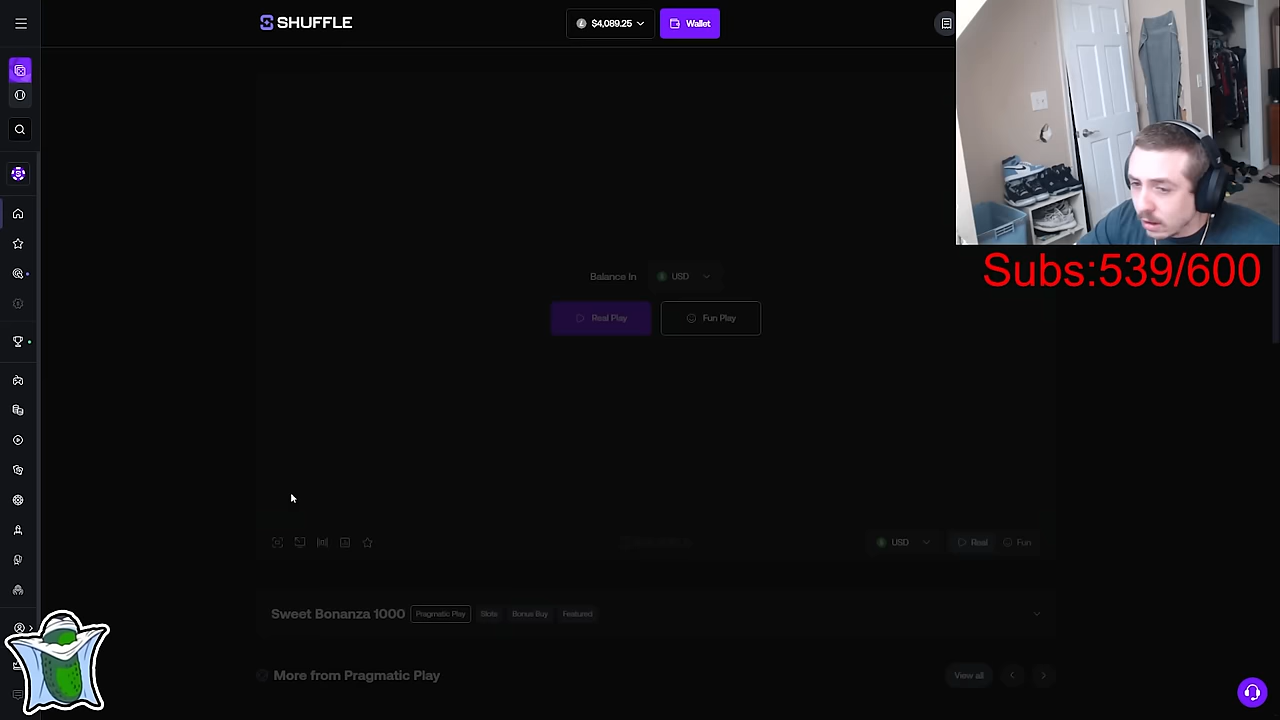 SHUFFLE
$4,089.25
Wallet
Subs:539/600
Balance In
USD
Real Play
Fun Play
USD
Real
Fun
Sweet Bonanza 1000
Pragmatic Play
Slots
Bonus Buy
Featured
More from Pragmatic Play
View all